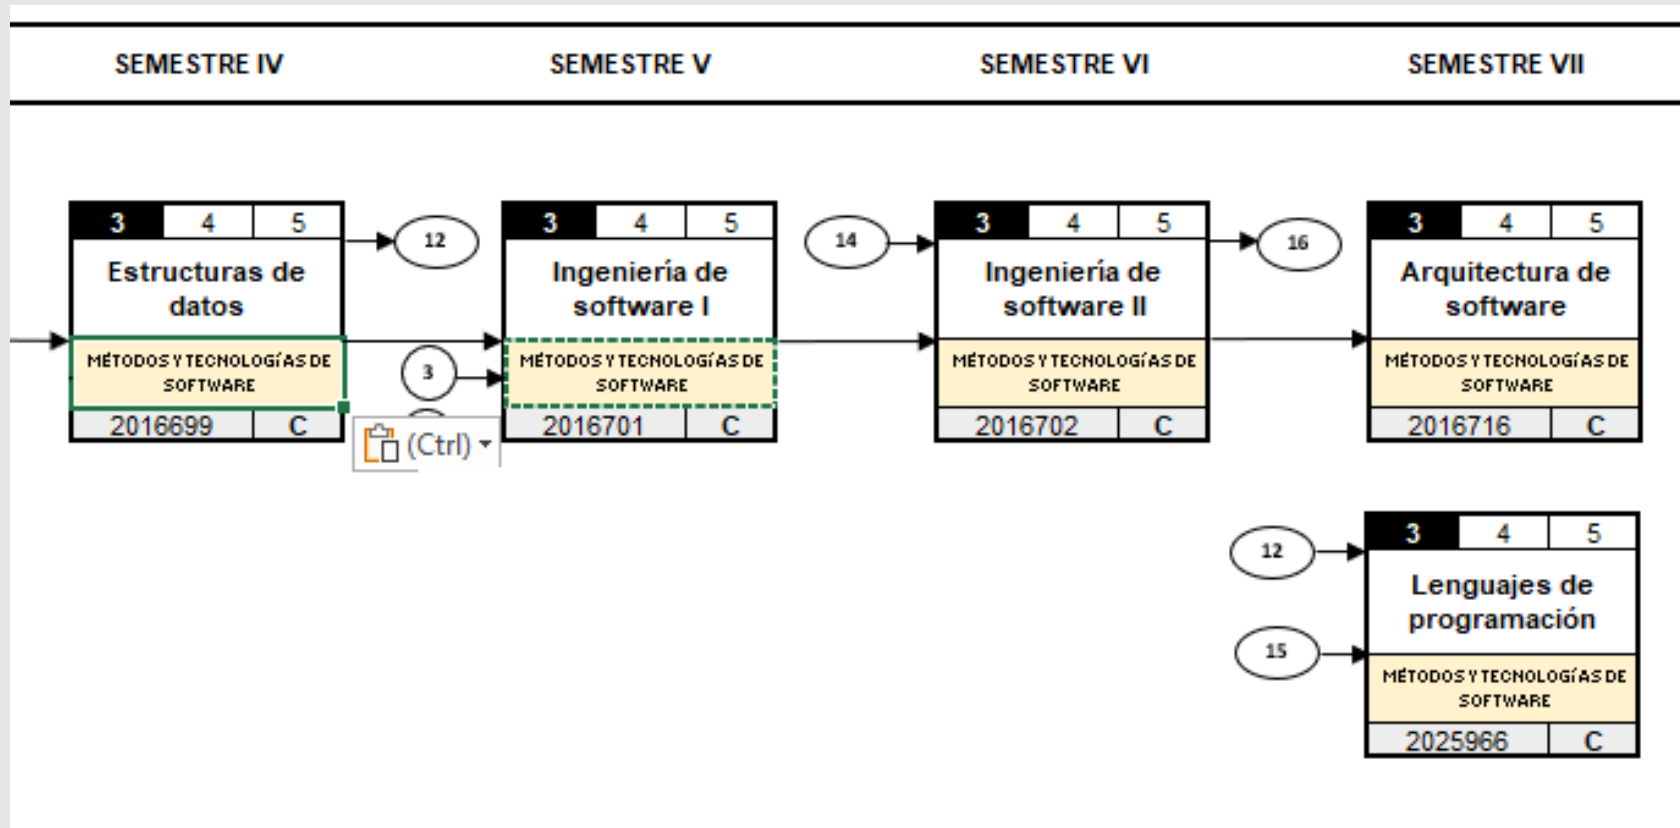 SEMESTRE IV
SEMESTRE V
SEMESTRE VI
SEMESTRE VII
3 4 5
Estructuras de
datos
MÉTODOS Y TECNOLOGÍAS DE
SOFTWARE
2016699 C
12
3
(Ctrl)
3 4 5
Ingeniería de
software I
MÉTODOS Y TECNOLOGÍAS DE
SOFTWARE
2016701 C
14
3 4 5
Ingeniería de
software II
MÉTODOS Y TECNOLOGÍAS DE
SOFTWARE
2016702 C
16
3 4 5
Arquitectura de
software
MÉTODOS Y TECNOLOGÍAS DE
SOFTWARE
2016716 C
12
15
3 4 5
Lenguajes de
programación
MÉTODOS Y TECNOLOGÍAS DE
SOFTWARE
2025966 C